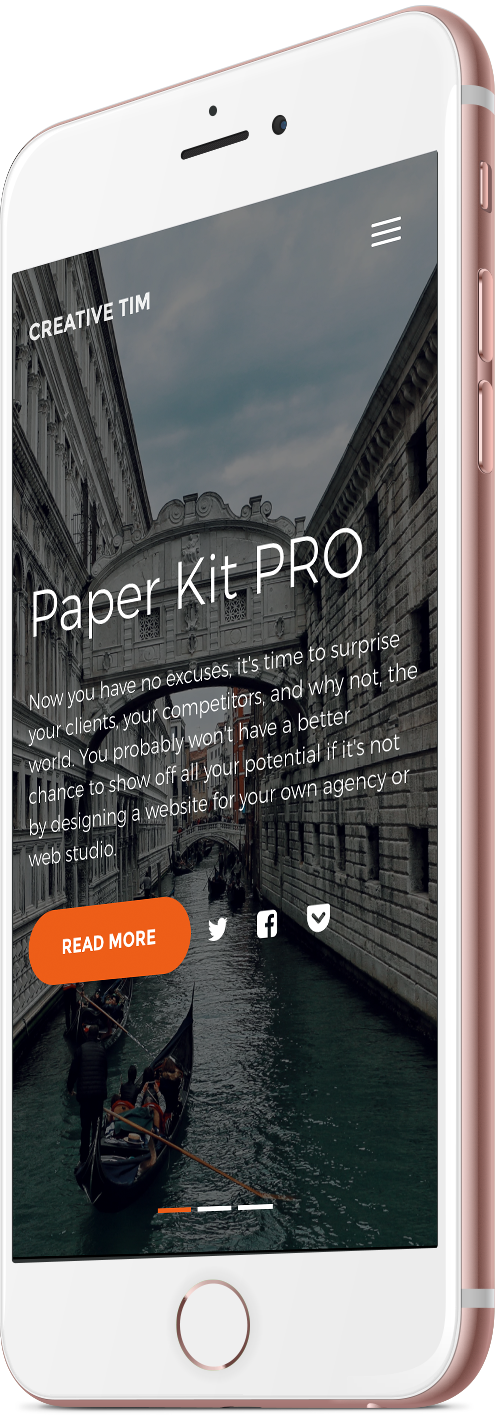 CREATIVE TIM
Paper Kit PRO
Now you have no excuses, it's time to surprise
your clients, your competitors, and why not, the
world. You probably won't have a better
chance to show off all your potential if it's not
by designing a website for your own agency or
web studio.
READ MORE